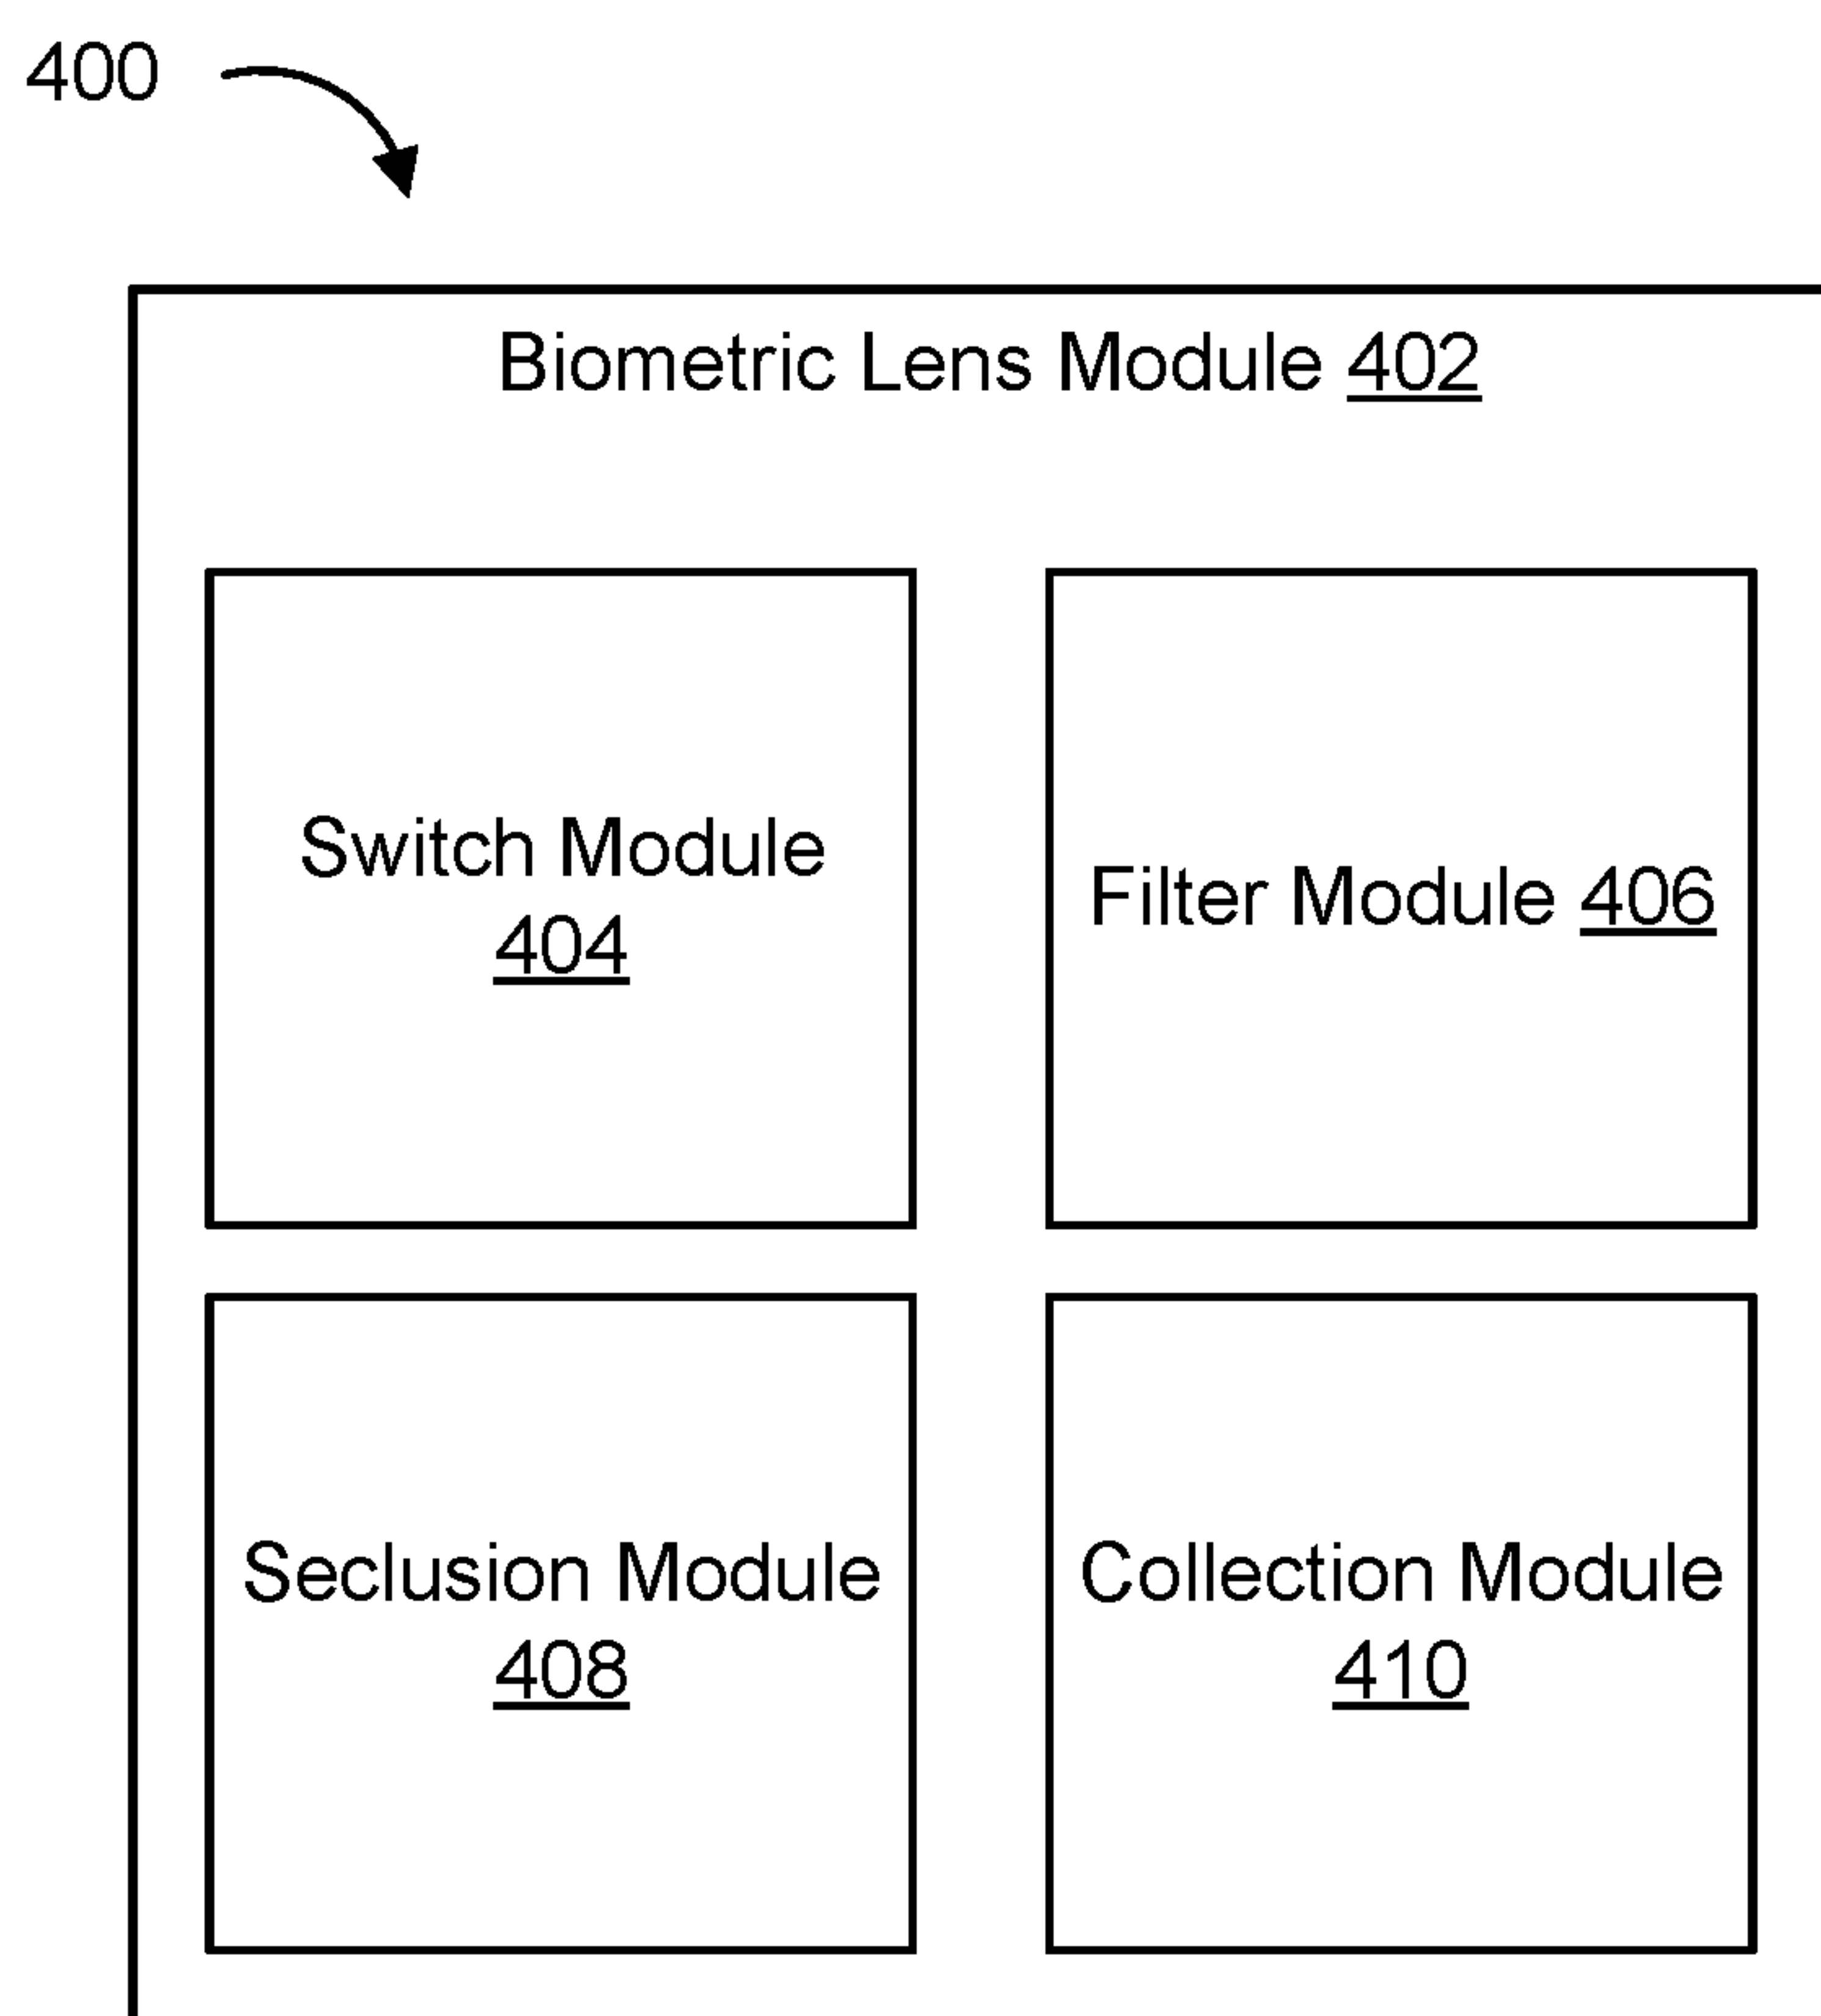 400
Biometric Lens Module 402
Switch Module
404
Filter Module 406
Seclusion Module
408
Collection Module
410